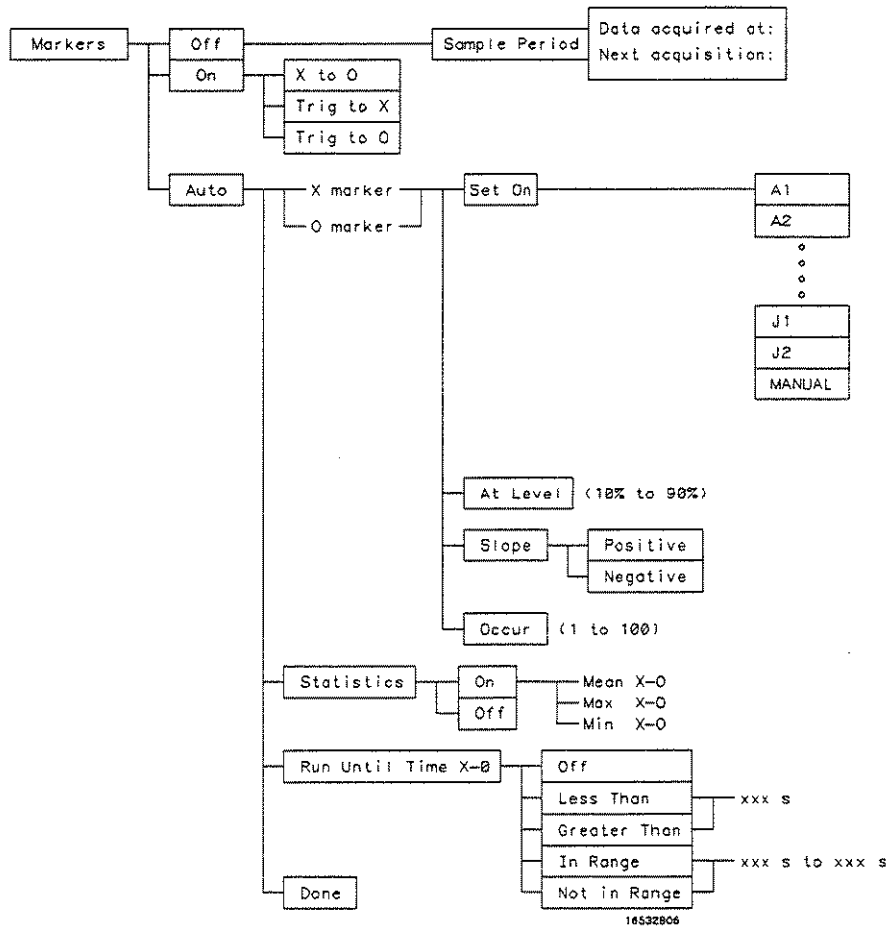 Markers
Off
Sample Period
Data acquired at:
Next acquisition:
On
X to O
Trig to X
Trig to O
Auto
X marker
O marker
Set On
A1
A2
J1
J2
MANUAL
At Level (10% to 90%)
Slope
Positive
Negative
Occur (1 to 100)
Statistics
On
Mean X-O
Max X-O
Off
Min X-O
Run Until Time X-0
Off
Less Than
xxx s
Greater Than
In Range
xxx s to xxx s
Not in Range
Done
16532B06